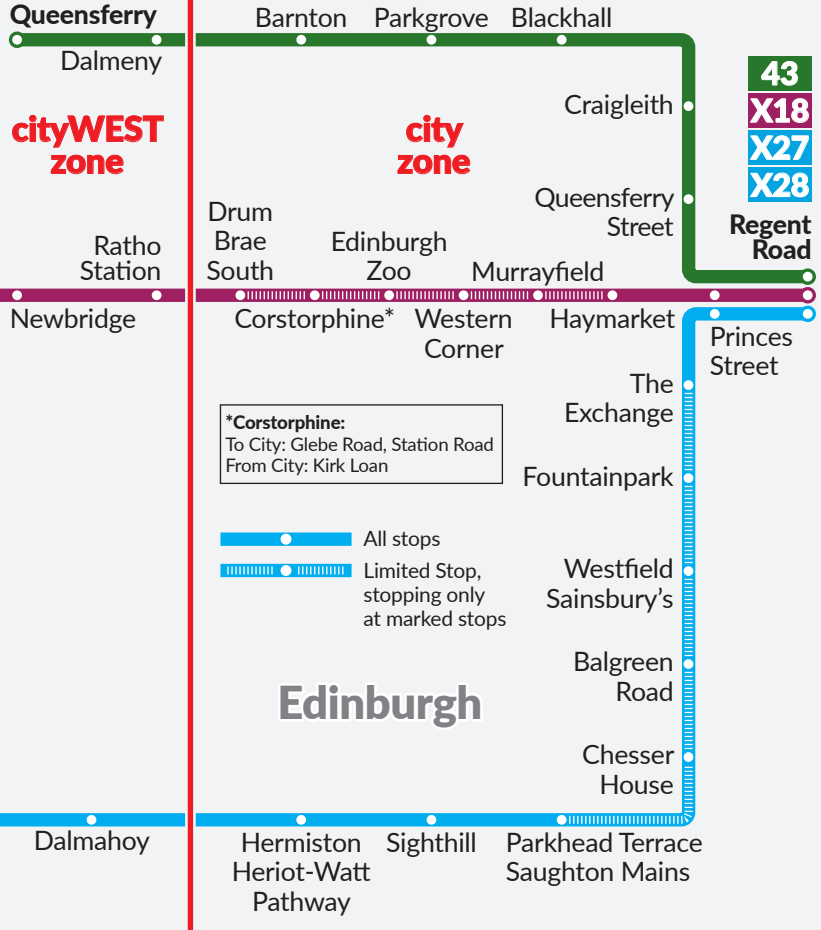 Queensferry
Barnton
Parkgrove
Blackhall
Dalmeny
43
X18
X27
X28
Craigleith
cityWEST
zone
city
zone
Queensferry
Street
Regent
Road
Drum
Brae
South
Ratho
Station
Edinburgh
Zoo
Murrayfield
Newbridge
Corstorphine*
Western
Corner
Haymarket
Princes
Street
The
Exchange
*Corstorphine:
To City: Glebe Road, Station Road
From City: Kirk Loan
Fountainpark
All stops
Limited Stop,
stopping only
at marked stops
Westfield
Sainsbury’s
Balgreen
Road
Edinburgh
Chesser
House
Dalmahoy
Hermiston
Heriot-Watt
Pathway
Sighthill
Parkhead Terrace
Saughton Mains